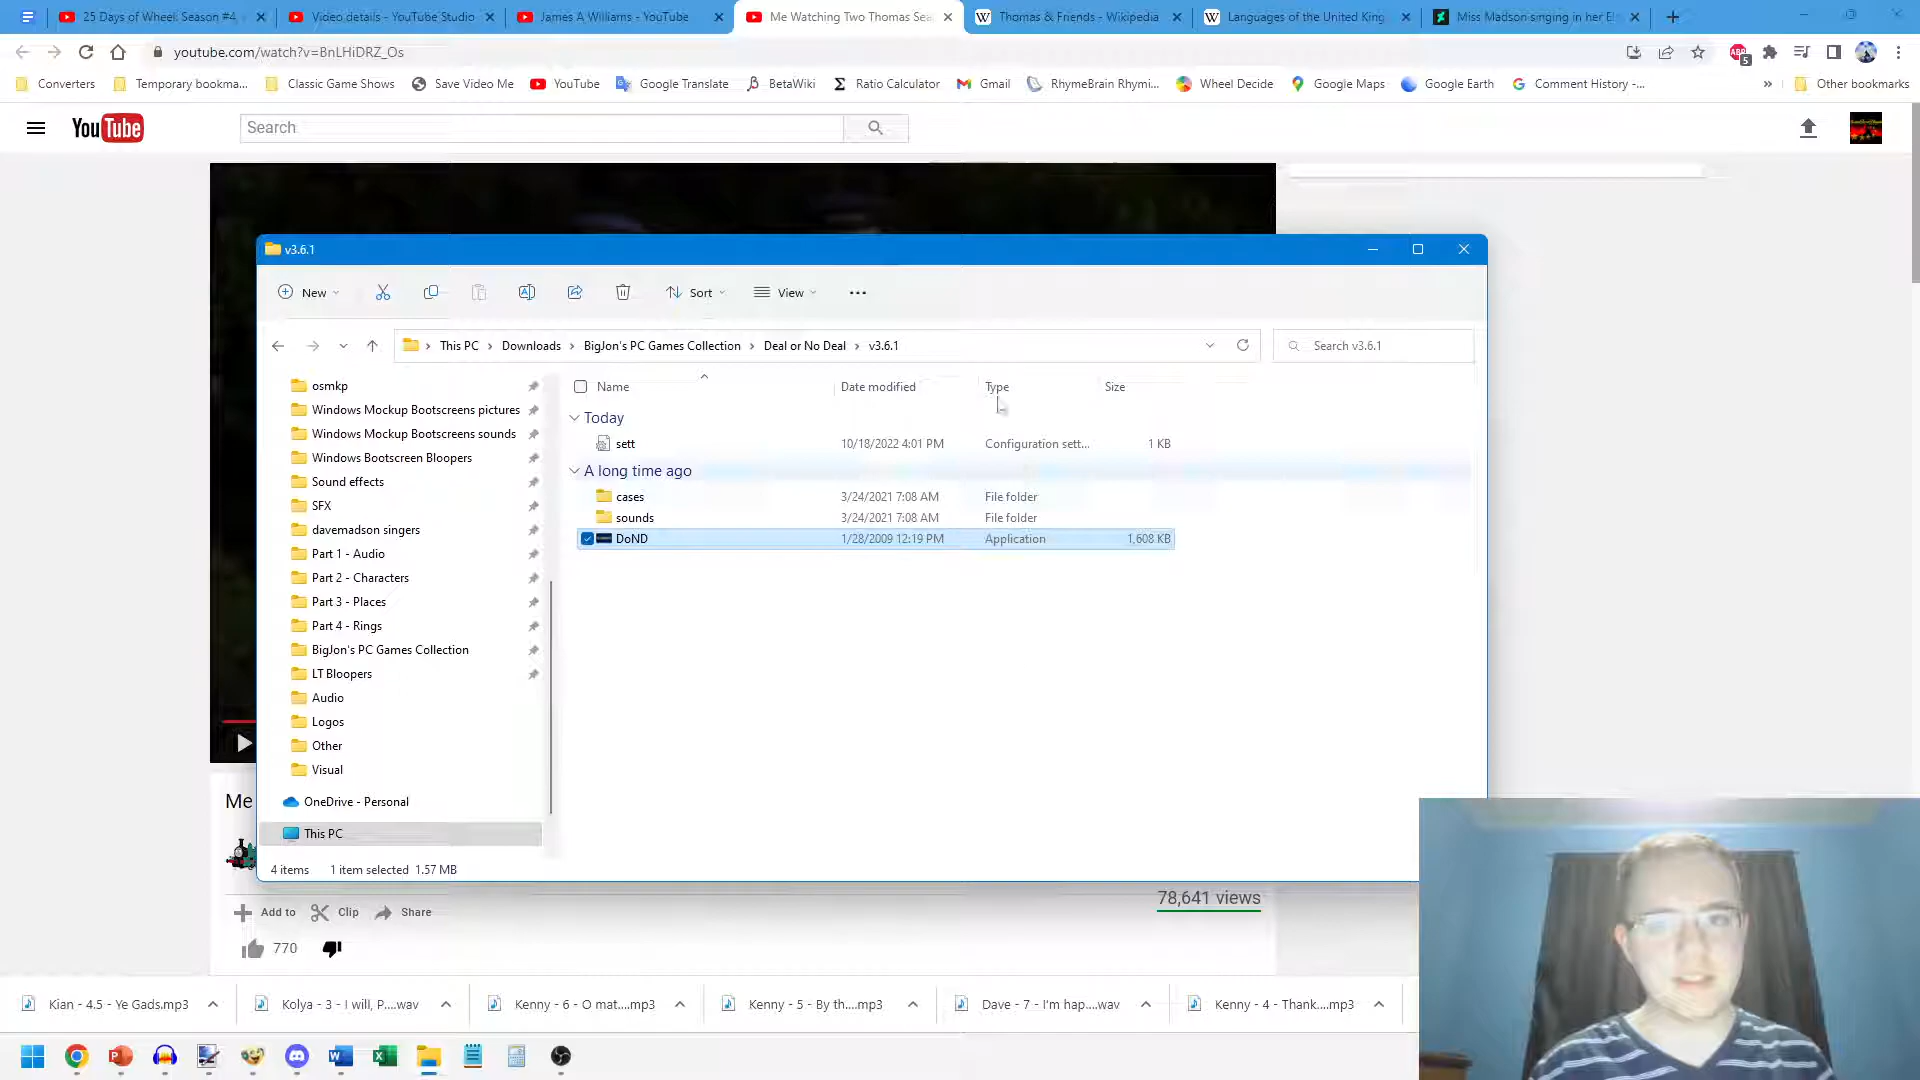 25 Days of Wheel: Season #4
Video details - YouTube Studio
James A Williams - YouTube
Me Watching Two Thomas Sea
Thomas & Friends - Wikipedia
Languages of the United King
Miss Madson singing in her E
youtube.com/watch?v=BnLHiDRZ_Os
5
Converters
Temporary bookma...
Classic Game Shows
Save Video Me
YouTube
Google Translate
BetaWiki
Ratio Calculator
Gmail
RhymeBrain Rhymi...
Wheel Decide
Google Maps
Google Earth
Comment History -...
»
Other bookmarks
YouTube
Search
v3.6.1
New
Sort
View
This PC > Downloads > BigJon's PC Games Collection > Deal or No Deal > v3.6.1
Search v3.6.1
Name
Date modified
Type
Size
Today
sett
10/18/2022 4:01 PM
Configuration sett...
1 KB
A long time ago
cases
3/24/2021 7:08 AM
File folder
sounds
3/24/2021 7:08 AM
File folder
DoND
1/28/2009 12:19 PM
Application
1,608 KB
osmkp
Windows Mockup Bootscreens pictures
Windows Mockup Bootscreens sounds
Windows Bootscreen Bloopers
Sound effects
SFX
davemadson singers
Part 1 - Audio
Part 2 - Characters
Part 3 - Places
Part 4 - Rings
BigJon's PC Games Collection
LT Bloopers
Audio
Logos
Other
Visual
OneDrive - Personal
This PC
4 items
1 item selected 1.57 MB
Me
Add to
Clip
Share
78,641 views
770
Kian - 4.5 - Ye Gads.mp3
Kolya - 3 - I will, P....wav
Kenny - 6 - O mat....mp3
Kenny - 5 - By th....mp3
Dave - 7 - I'm hap....wav
Kenny - 4 - Thank....mp3